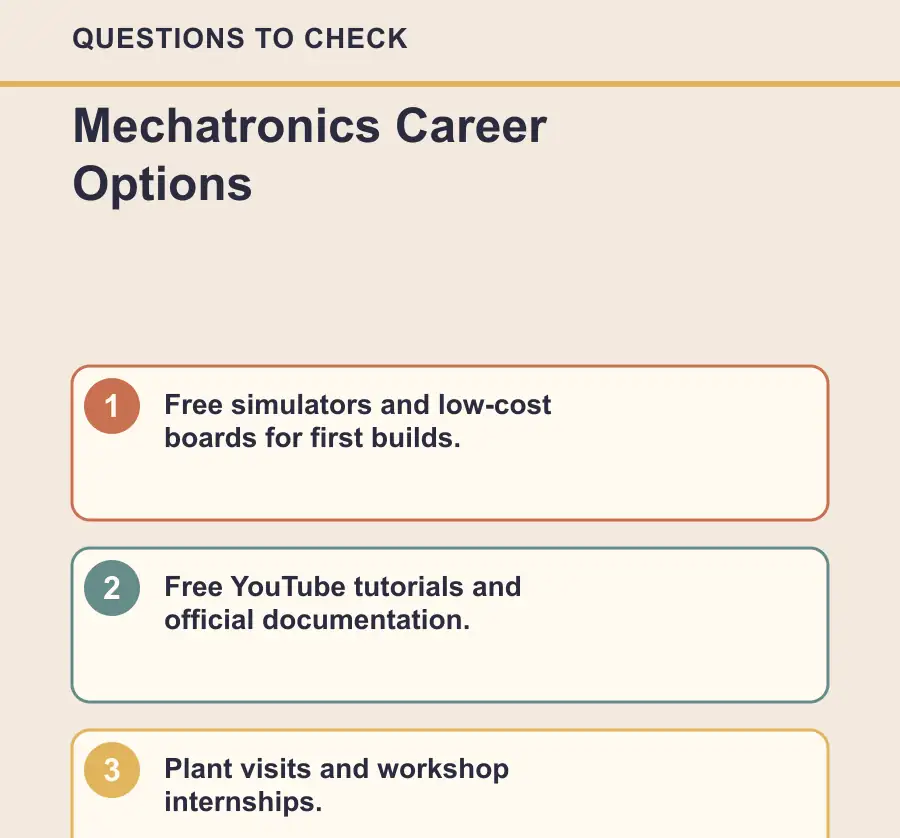 QUESTIONS TO CHECK
Mechatronics Career
Options
1
Free simulators and low-cost
boards for first builds.
2
Free YouTube tutorials and
official documentation.
3
Plant visits and workshop
internships.